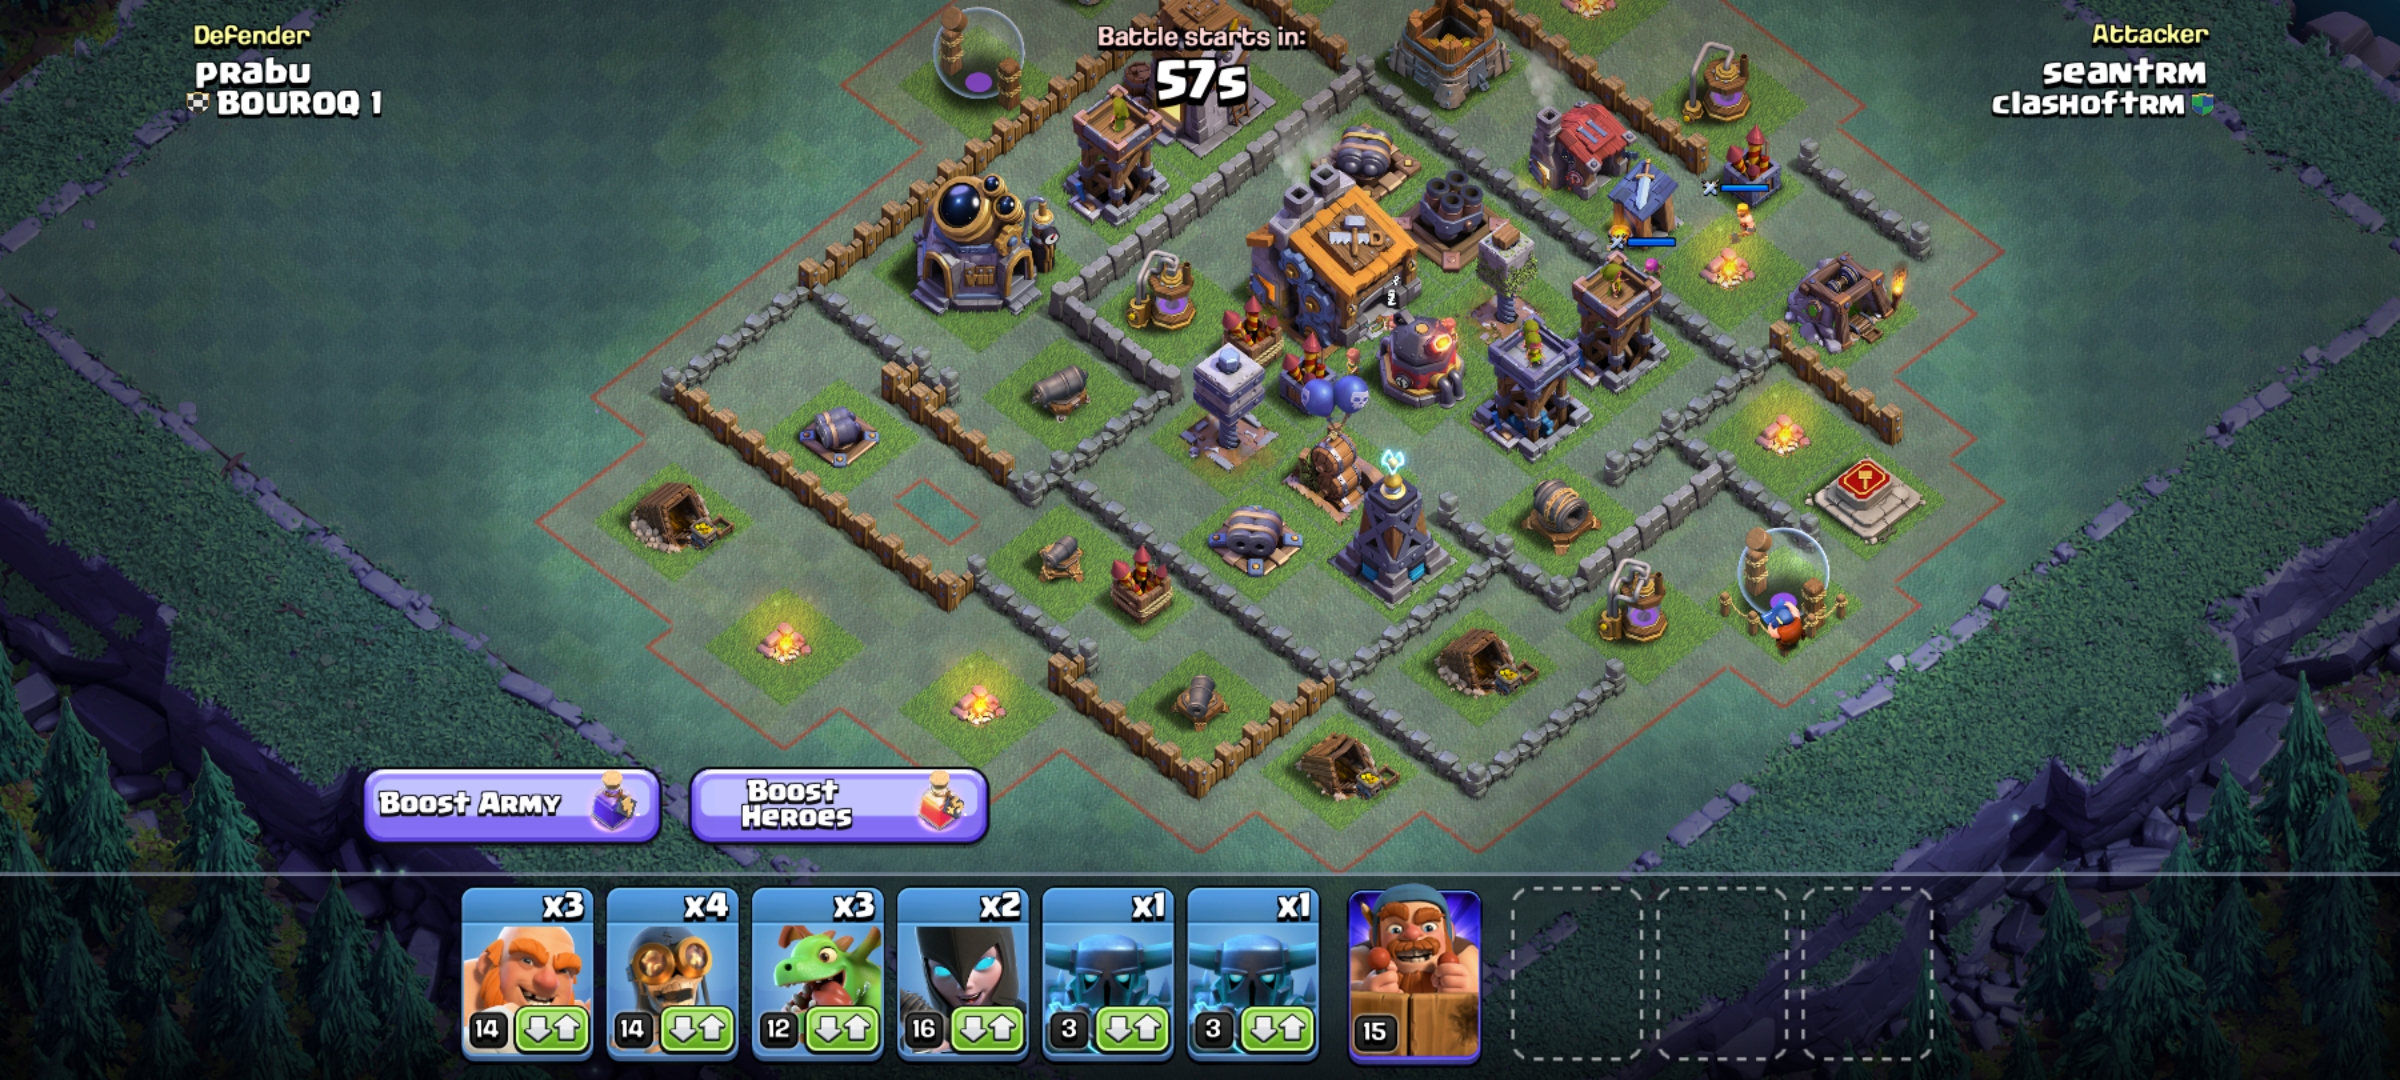 Defender
PRabu
BOUROQ 1
Battle starts in:
57s
Attacker
seantRM
clashoftRM
VIII
Boost Army
Boost
Heroes
x3
x4
x3
x2
x1
x1
14
14
12
16
3
3
15